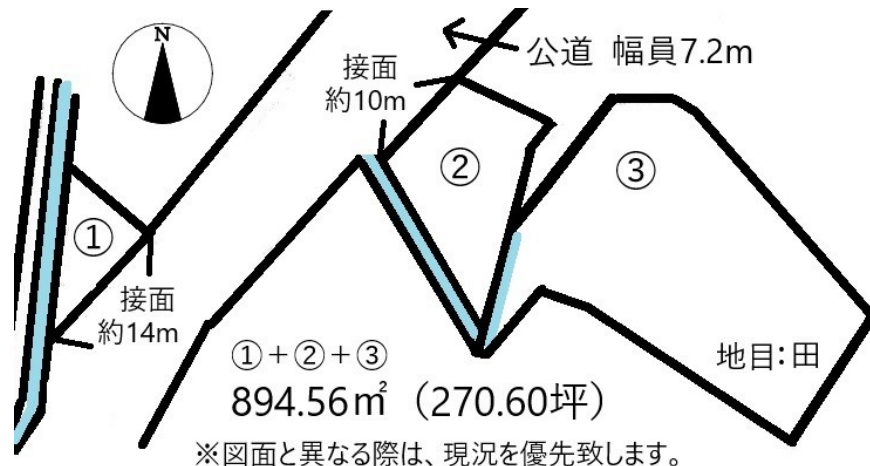 N
公道 幅員7.2m
接面
約10m
②
③
①
接面
約14m
地目：田
①＋②＋③
894.56㎡（270.60坪）
※図面と異なる際は、現況を優先致します。